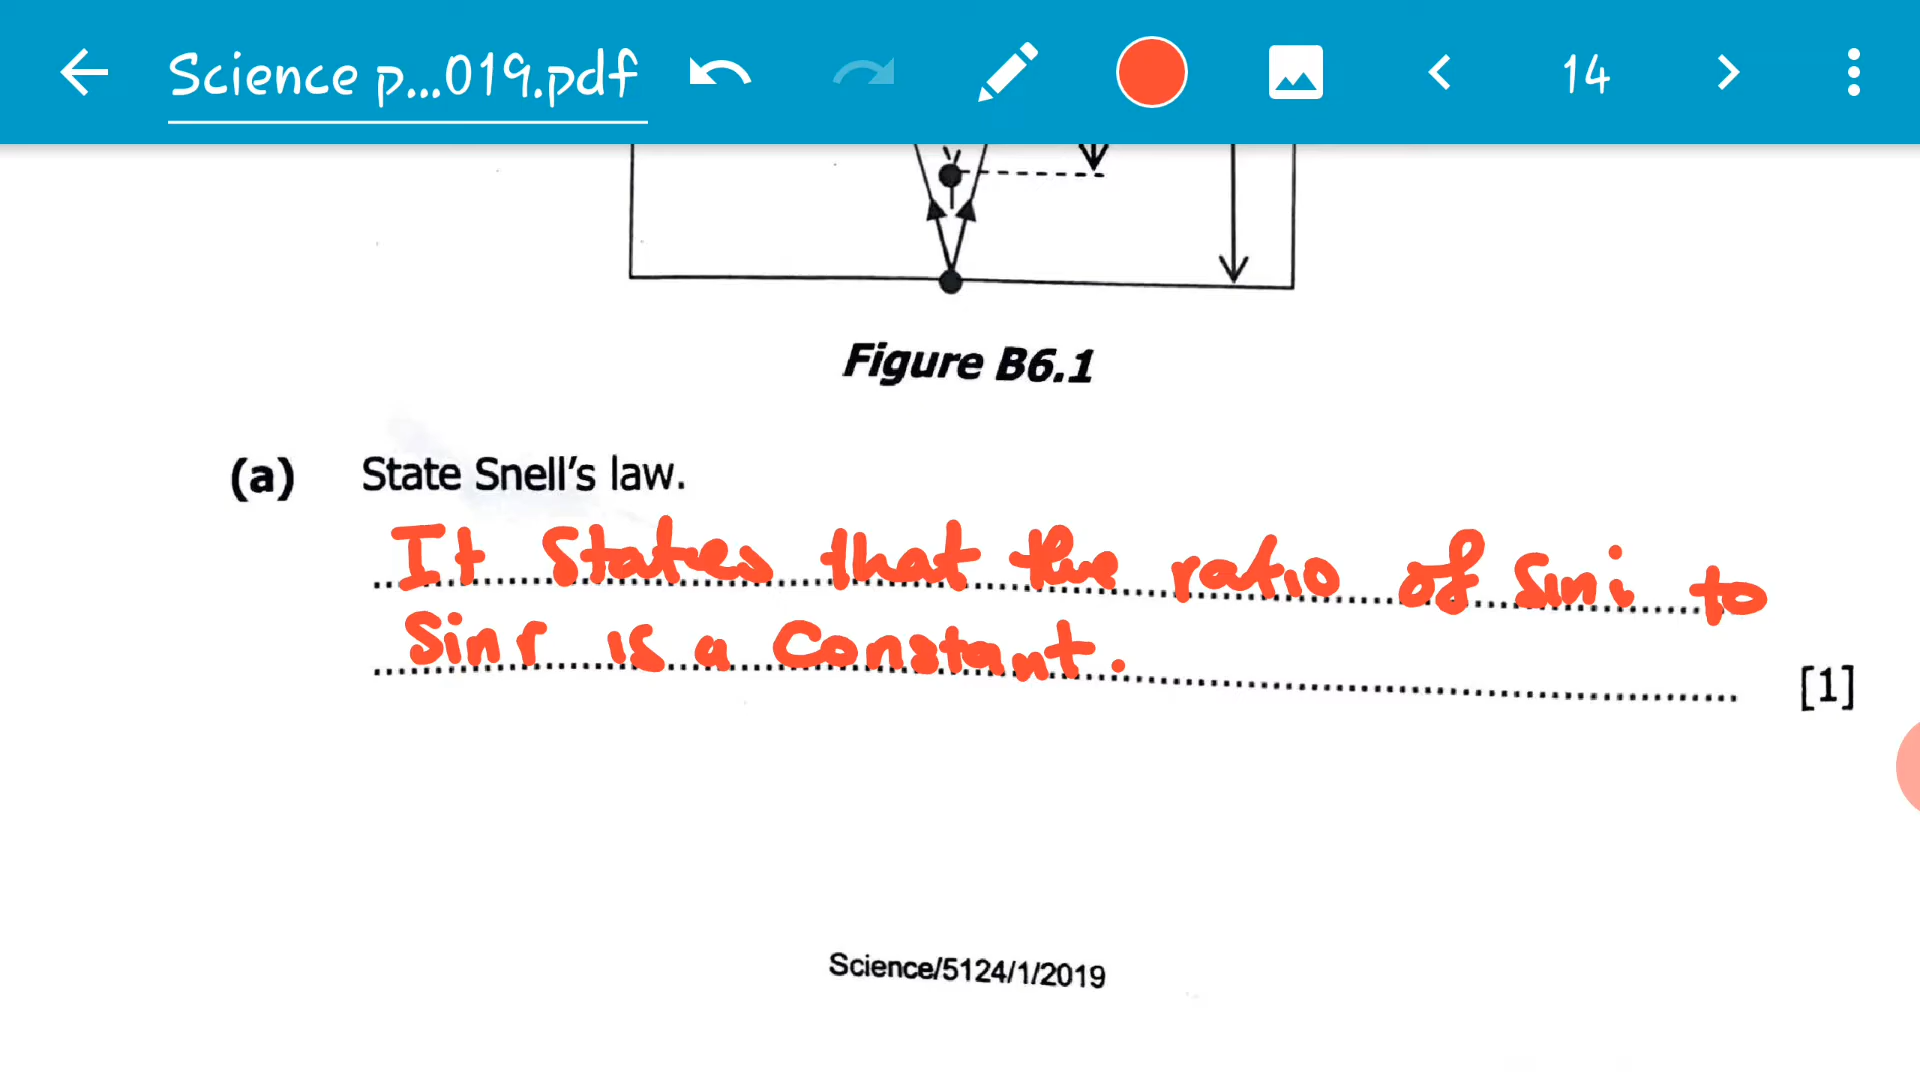 Science p...019.pdf 14
Y
Figure B6.1
(a) State Snell's law.
It States that the ratio of Sin i to
Sin r is a Constant.
[1]
Science/5124/1/2019